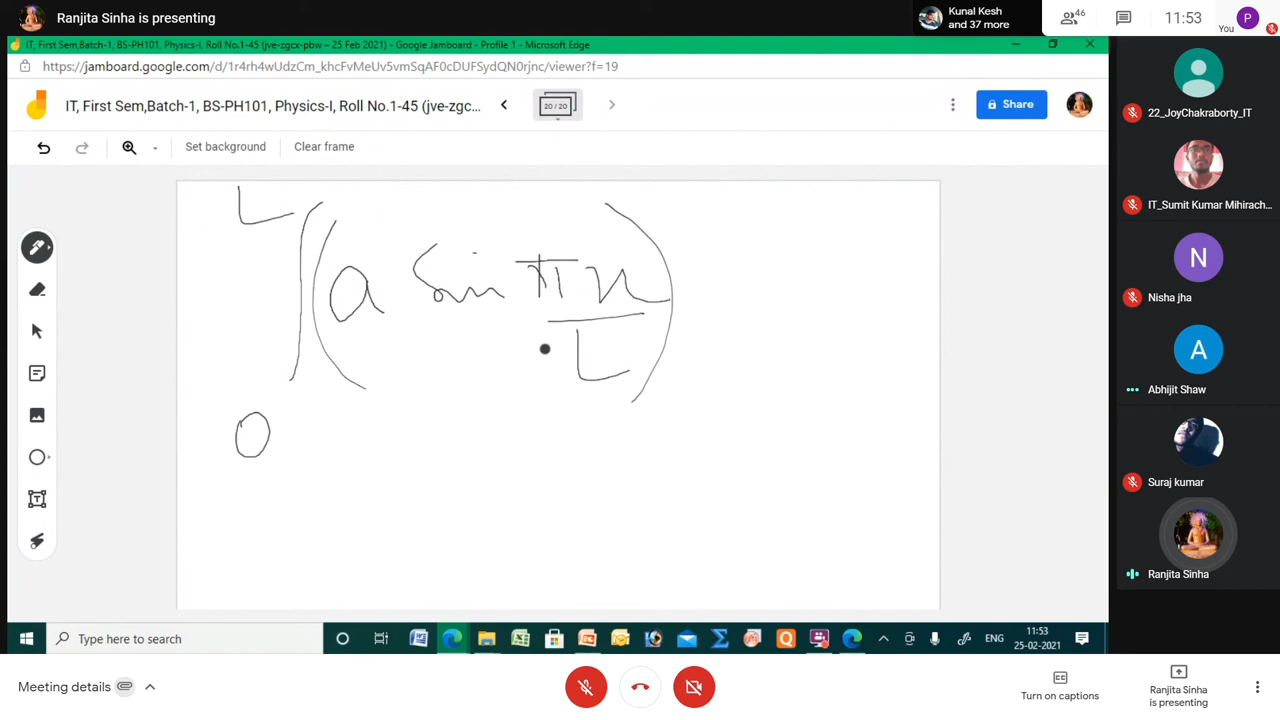 Ranjita Sinha is presenting
Kunal Kesh
and 37 more
46
11:53
P
You
IT, First Sem,Batch-1, BS-PH101, Physics-I, Roll No.1-45 (jve-zgcx-pbw – 25 Feb 2021) - Google Jamboard - Profile 1 - Microsoft Edge
https://jamboard.google.com/d/1r4rh4wUdzCm_khcFvMeUv5vmSqAF0cDUFSydQN0rjnc/viewer?f=19
IT, First Sem,Batch-1, BS-PH101, Physics-I, Roll No.1-45 (jve-zgc...
20 / 20
Share
Set background
Clear frame
L
∫ (a sin πx / L)
0
22_JoyChakraborty_IT
IT_Sumit Kumar Mihirach...
N
Nisha jha
A
Abhijit Shaw
Suraj kumar
Ranjita Sinha
Type here to search
ENG
11:53
25-02-2021
Meeting details
Turn on captions
Ranjita Sinha
is presenting